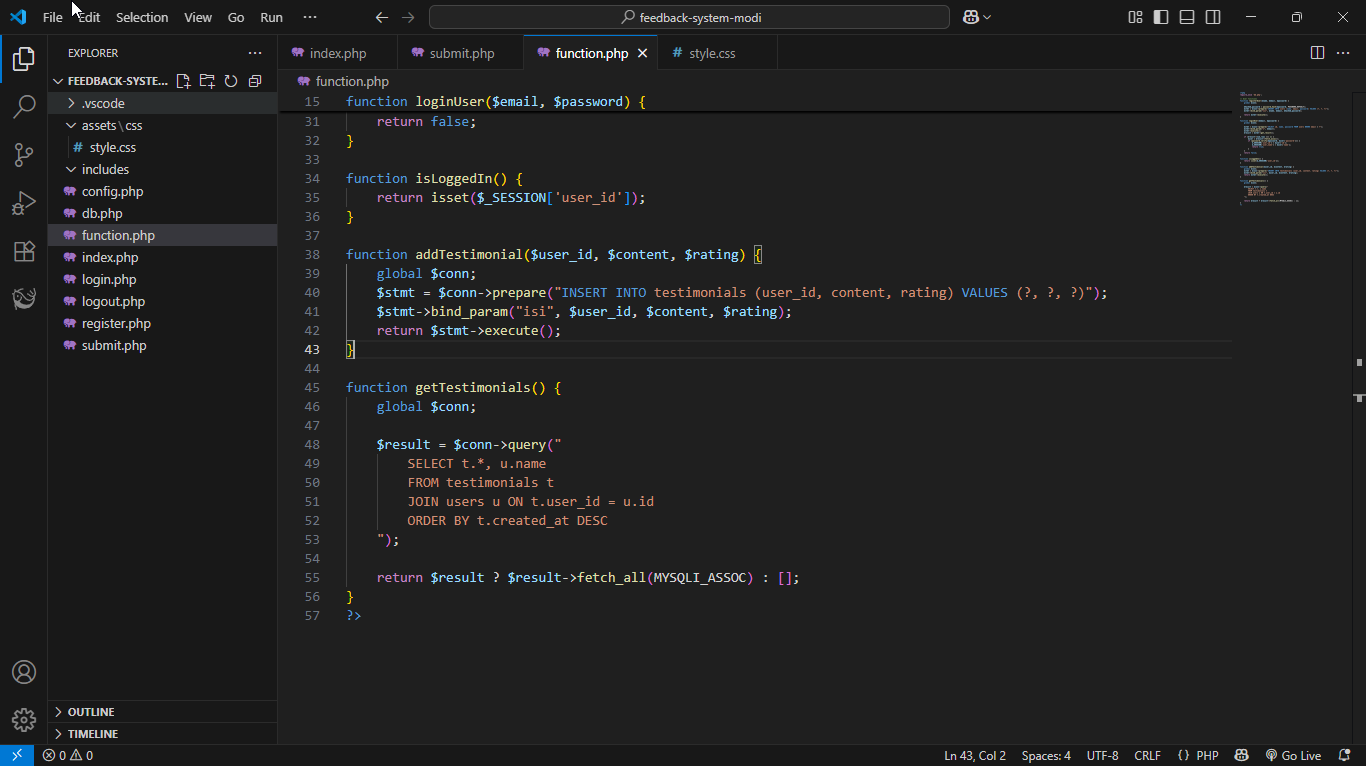 File Edit Selection View Go Run ···
feedback-system-modi
EXPLORER
FEEDBACK-SYSTE...
.vscode
assets\css
# style.css
includes
config.php
db.php
function.php
index.php
login.php
logout.php
register.php
submit.php
OUTLINE
TIMELINE
index.php submit.php function.php # style.css
function.php
15 function loginUser($email, $password) {
31     return false;
32 }
33
34 function isLoggedIn() {
35     return isset($_SESSION['user_id']);
36 }
37
38 function addTestimonial($user_id, $content, $rating) {
39     global $conn;
40     $stmt = $conn->prepare("INSERT INTO testimonials (user_id, content, rating) VALUES (?, ?, ?)");
41     $stmt->bind_param("isi", $user_id, $content, $rating);
42     return $stmt->execute();
43 }
44
45 function getTestimonials() {
46     global $conn;
47
48     $result = $conn->query("
49         SELECT t.*, u.name
50         FROM testimonials t
51         JOIN users u ON t.user_id = u.id
52         ORDER BY t.created_at DESC
53     ");
54
55     return $result ? $result->fetch_all(MYSQLI_ASSOC) : [];
56 }
57 ?>
0 0 Ln 43, Col 2 Spaces: 4 UTF-8 CRLF {} PHP Go Live